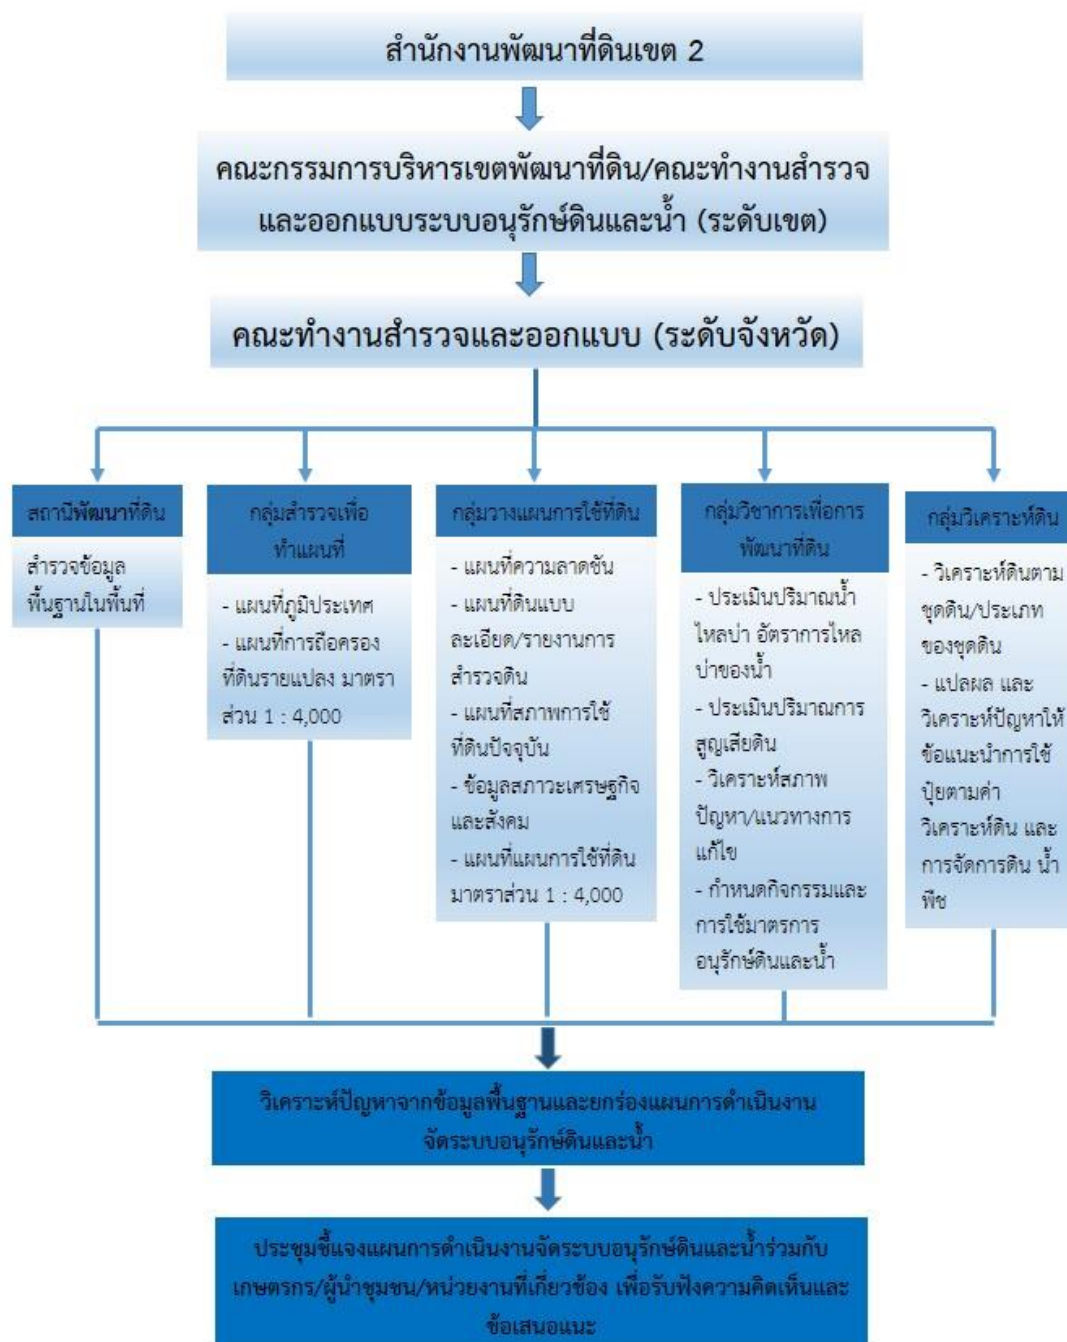 สำนักงานพัฒนาที่ดินเขต 2
คณะกรรมการบริหารเขตพัฒนาที่ดิน/คณะทำงานสำรวจ
และออกแบบระบบอนุรักษ์ดินและน้ำ (ระดับเขต)
คณะทำงานสำรวจและออกแบบ (ระดับจังหวัด)
สถานีพัฒนาที่ดิน
สำรวจข้อมูล
พื้นฐานในพื้นที่
กลุ่มสำรวจเพื่อ
ทำแผนที่
- แผนที่ภูมิประเทศ
- แผนที่การถือครอง
ที่ดินรายแปลง มาตรา
ส่วน 1 : 4,000
กลุ่มวางแผนการใช้ที่ดิน
- แผนที่ความลาดชัน
- แผนที่ดินแบบ
ละเอียด/รายงานการ
สำรวจดิน
- แผนที่สภาพการใช้
ที่ดินปัจจุบัน
- ข้อมูลสภาวะเศรษฐกิจ
และสังคม
- แผนที่แผนการใช้ที่ดิน
มาตราส่วน 1 : 4,000
กลุ่มวิชาการเพื่อการ
พัฒนาที่ดิน
- ประเมินปริมาณน้ำ
ไหลบ่า อัตราการไหล
บ่าของน้ำ
- ประเมินปริมาณการ
สูญเสียดิน
- วิเคราะห์สภาพ
ปัญหา/แนวทางการ
แก้ไข
- กำหนดกิจกรรมและ
การใช้มาตรการ
อนุรักษ์ดินและน้ำ
กลุ่มวิเคราะห์ดิน
- วิเคราะห์ดินตาม
ชุดดิน/ประเภท
ของชุดดิน
- แปลผล และ
วิเคราะห์ปัญหาให้
ข้อแนะนำการใช้
ปุ๋ยตามค่า
วิเคราะห์ดิน และ
การจัดการดิน น้ำ
พืช
วิเคราะห์ปัญหาจากข้อมูลพื้นฐานและยกร่องแผนการดำเนินงาน
จัดระบบอนุรักษ์ดินและน้ำ
ประชุมชี้แจงแผนการดำเนินงานจัดระบบอนุรักษ์ดินและน้ำร่วมกับ
เกษตรกร/ผู้นำชุมชน/หน่วยงานที่เกี่ยวข้อง เพื่อรับฟังความคิดเห็นและ
ข้อเสนอแนะ